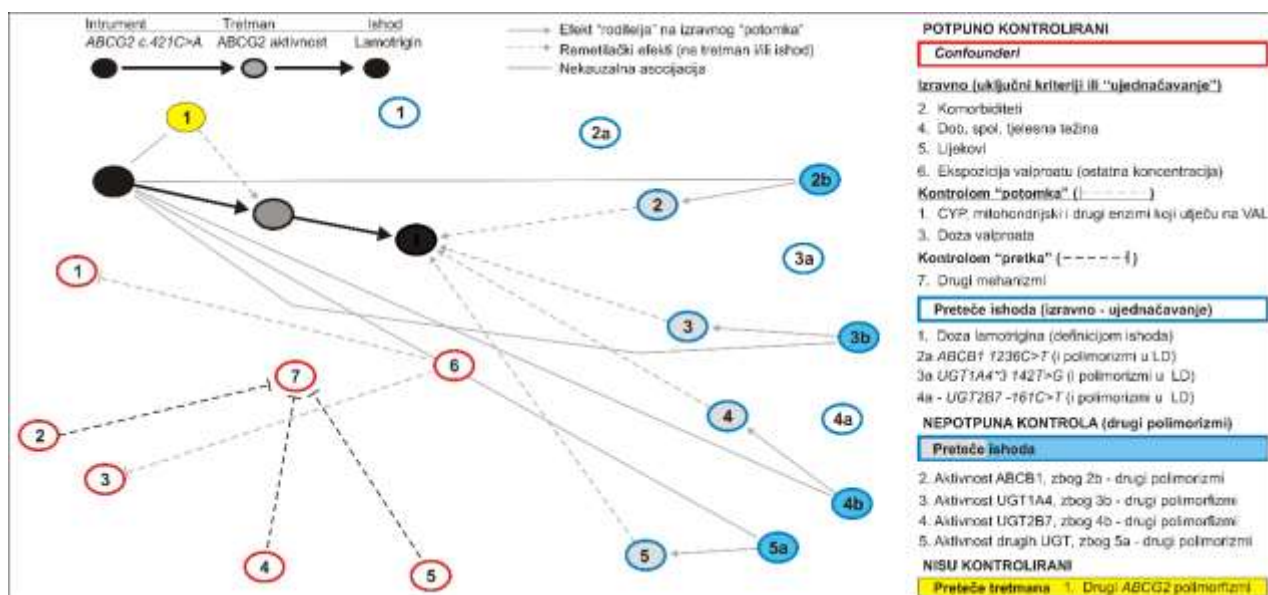 Intrument
Tretman
Ishod
ABCG2 c.421C>A
ABCG2 aktivnost
Lamotrigin
Efekt "roditelja" na izravnog "potomka"
Remetilački efekti (na tretman i/ili ishod)
Nekauzalna asocijacija
1
1
2a
2b
2
3a
1
3
3b
6
7
4
4a
2
3
4b
4
5
5
5a
POTPUNO KONTROLIRANI
Confounderi
Izravno (uključni kriteriji ili "ujednačavanje")
2. Komorbiditeti
4. Dob, spol, tjelesna težina
5. Lijekovi
6. Ekspozicija valproatu (ostatna koncentracija)
Kontrolom "potomka" (|- - - - - -)
1. CYP, mitohondrijski i drugi enzimi koji utječu na VAL
3. Doza valproata
Kontrolom "pretka" (- - - - - -|)
7. Drugi mehanizmi
Preteče ishoda (izravno - ujednačavanje)
1. Doza lamotrigina (definicijom ishoda)
2a ABCB1 1236C>T (i polimorizmi u LD)
3a UGT1A4*3 142T>G (i polimorizmi u LD)
4a - UGT2B7 -161C>T (i polimorizmi u LD)
NEPOTPUNA KONTROLA (drugi polimorizmi)
Preteče ishoda
2. Aktivnost ABCB1, zbog 2b - drugi polimorizmi
3. Aktivnost UGT1A4, zbog 3b - drugi polimorfizmi
4. Aktivnost UGT2B7, zbog 4b - drugi polimorfizmi
5. Aktivnost drugih UGT, zbog 5a - drugi polimorfizmi
NISU KONTROLIRANI
Preteče tretmana 1. Drugi ABCG2 polimorfizmi